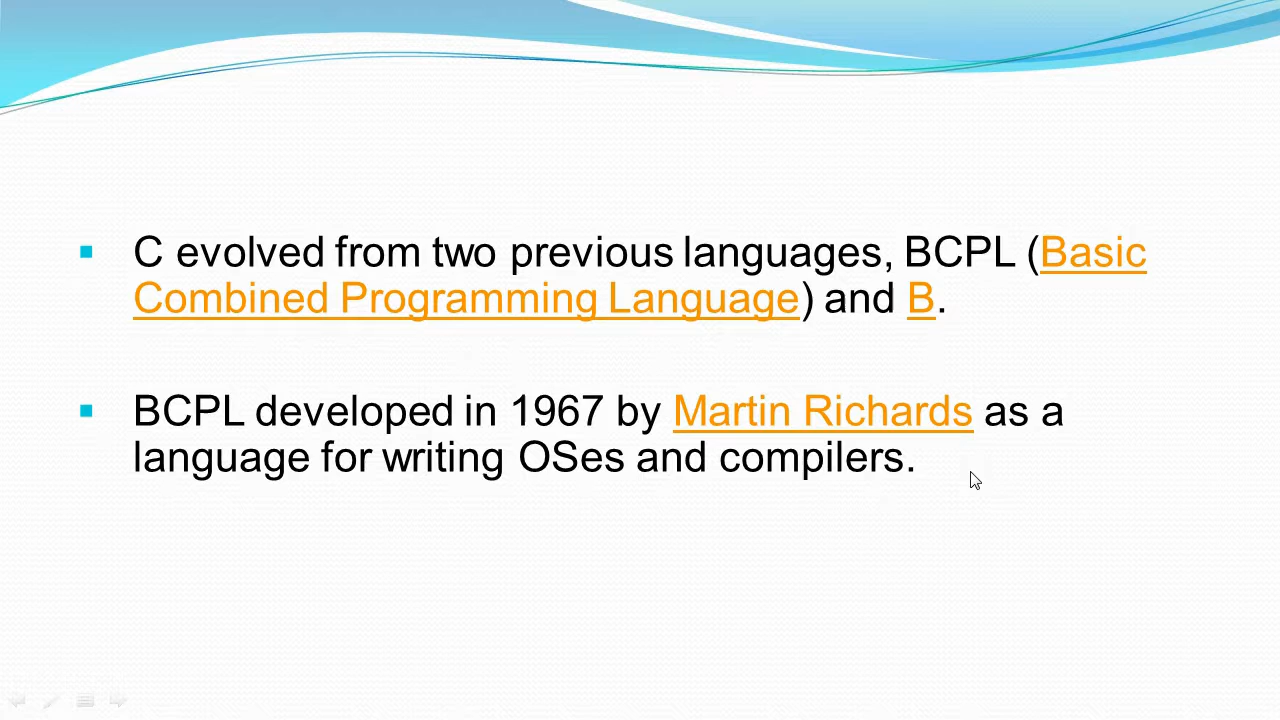 C evolved from two previous languages, BCPL (Basic
Combined Programming Language) and B.
BCPL developed in 1967 by Martin Richards as a
language for writing OSes and compilers.